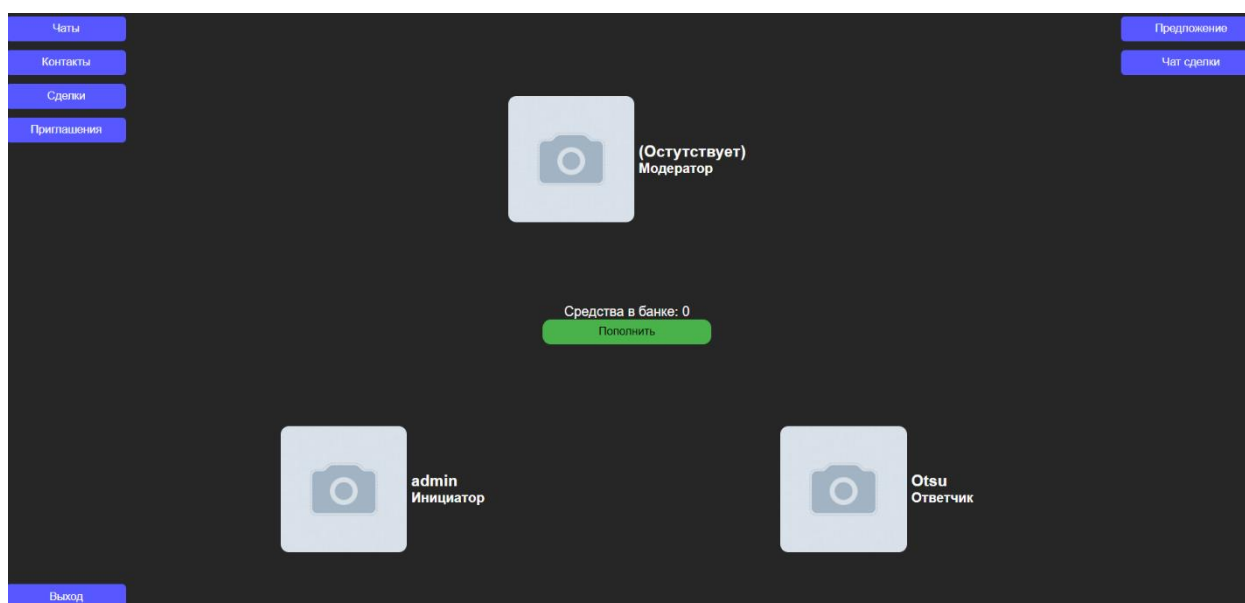 Чаты
Контакты
Сделки
Приглашения
Предложение
Чат сделки
(Остутствует)
Модератор
Средства в банке: 0
Пополнить
admin
Инициатор
Otsu
Ответчик
Выход